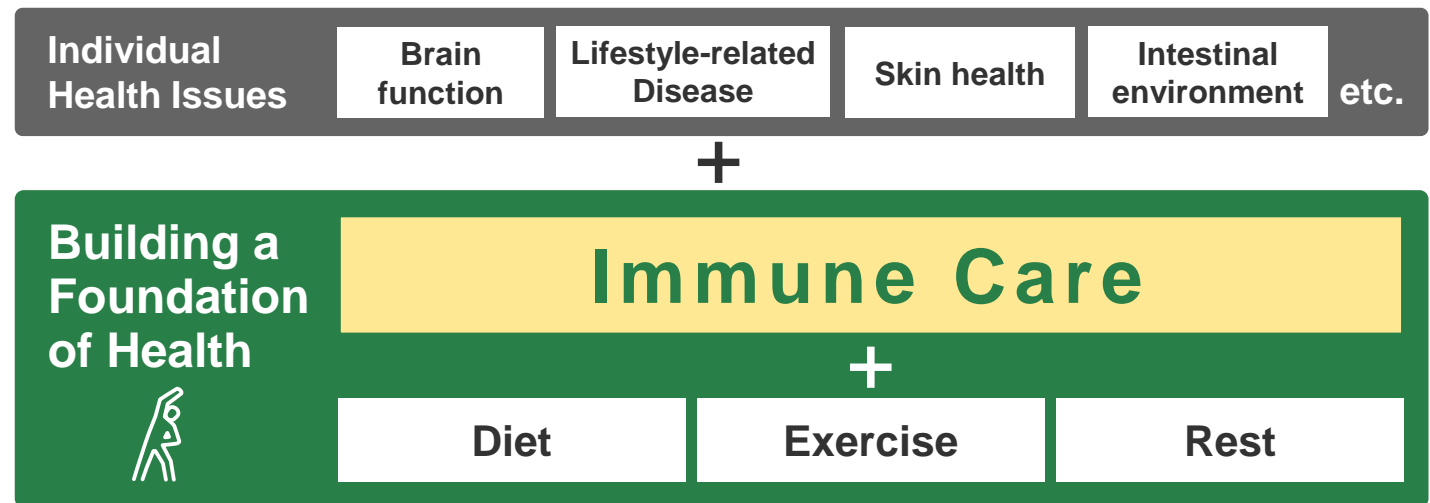 Individual
Health Issues
Brain
function
Lifestyle-related
Disease
Skin health
Intestinal
environment
etc.
+
Building a
Foundation
of Health
Immune Care
+
Diet
Exercise
Rest